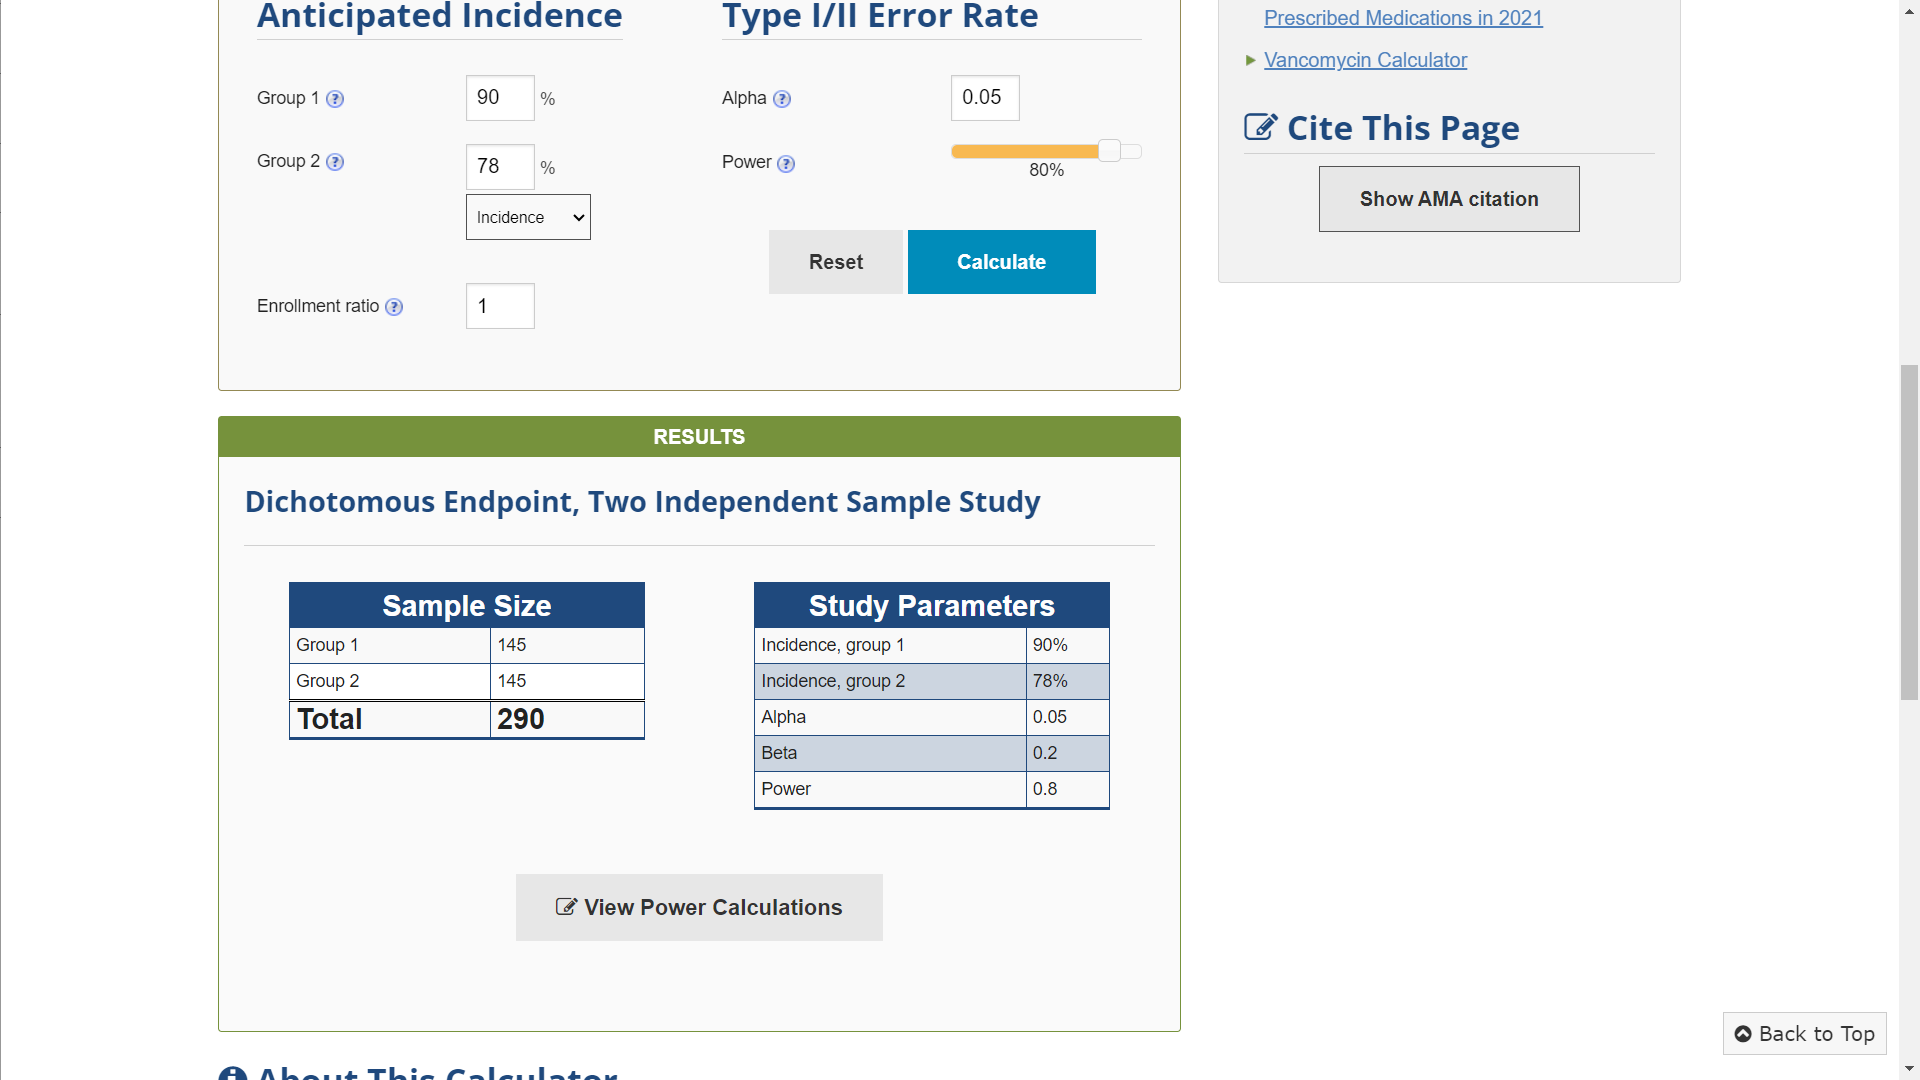 Anticipated Incidence
Type I/II Error Rate
Group 1 ?
90 %
Group 2 ?
78 %
Incidence
Enrollment ratio ?
1
Alpha ?
0.05
Power ?
80%
Reset
Calculate
RESULTS
Dichotomous Endpoint, Two Independent Sample Study
Sample Size
Group 1 145
Group 2 145
Total 290
Study Parameters
Incidence, group 1 90%
Incidence, group 2 78%
Alpha 0.05
Beta 0.2
Power 0.8
View Power Calculations
About This Calculator
Prescribed Medications in 2021
Vancomycin Calculator
Cite This Page
Show AMA citation
Back to Top